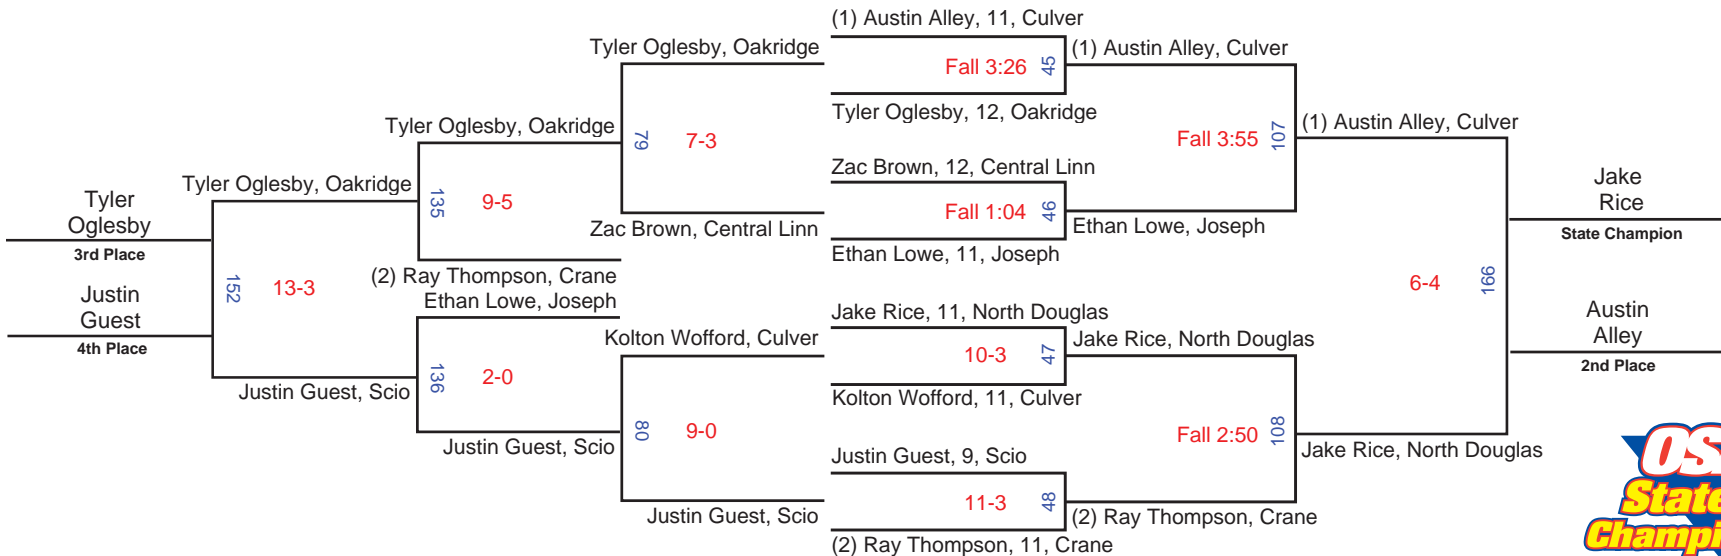 (1) Austin Alley, 11, Culver
Tyler Oglesby, Oakridge
(1) Austin Alley, Culver
Fall 3:26
45
Tyler Oglesby, 12, Oakridge
Tyler Oglesby, Oakridge
79
7-3
Fall 3:55
107
(1) Austin Alley, Culver
Zac Brown, 12, Central Linn
Tyler Oglesby, Oakridge
135
9-5
Fall 1:04
46
Tyler
Oglesby
3rd Place
Zac Brown, Central Linn
Ethan Lowe, Joseph
Ethan Lowe, 11, Joseph
Jake
Rice
State Champion
(2) Ray Thompson, Crane
Ethan Lowe, Joseph
152
13-3
6-4
166
Justin
Guest
4th Place
Jake Rice, 11, North Douglas
Kolton Wofford, Culver
Jake Rice, North Douglas
10-3
47
Austin
Alley
2nd Place
136
2-0
Justin Guest, Scio
Kolton Wofford, 11, Culver
80
9-0
Fall 2:50
108
Justin Guest, Scio
Justin Guest, 9, Scio
Jake Rice, North Douglas
11-3
48
Justin Guest, Scio
(2) Ray Thompson, Crane
(2) Ray Thompson, 11, Crane
OS
State
Champi